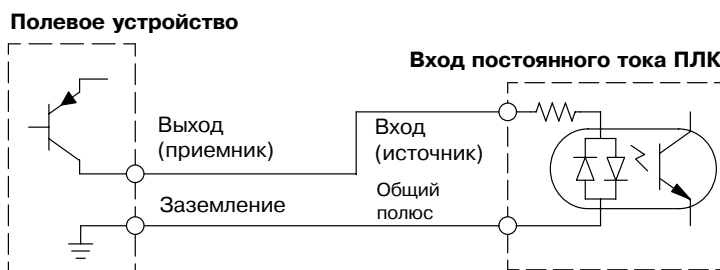 Полевое устройство
Вход постоянного тока ПЛК
Выход
(приемник)
Вход
(источник)
Заземление
Общий
полюс